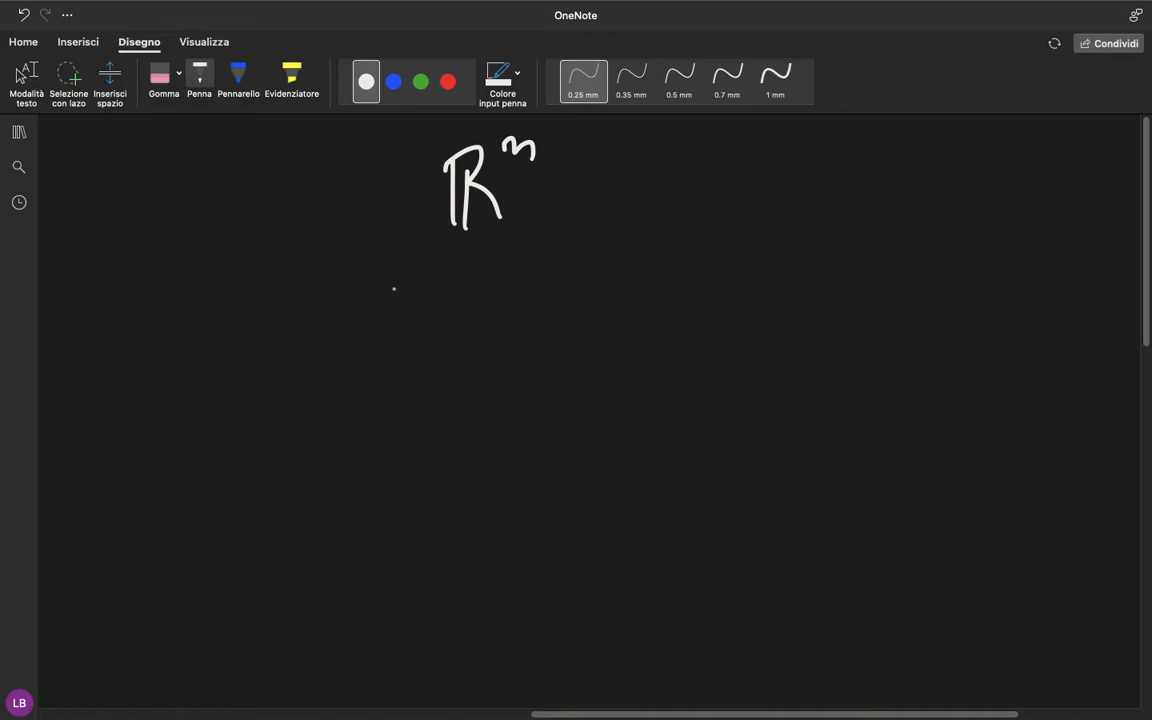 OneNote
Home Inserisci Disegno Visualizza
Condividi
Modalità testo
Selezione con lazo
Inserisci spazio
Gomma
Penna
Pennarello
Evidenziatore
Colore input penna
0.25 mm
0.35 mm
0.5 mm
0.7 mm
1 mm
ℝⁿ
LB